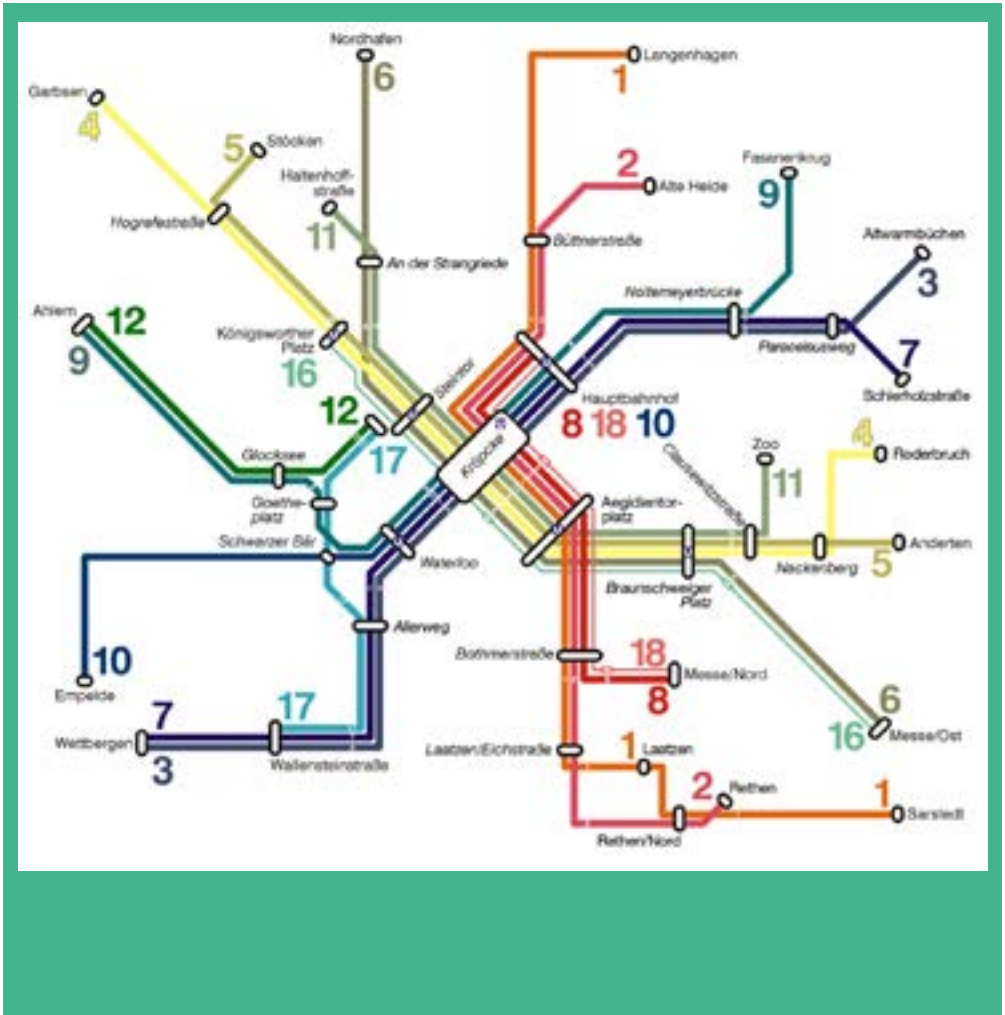 Nordhafen
6
Langenhagen
1
Garbsen
4
5
Stöcken
Haltenhoff-
straße
11
2
Alte Heide
Fasanenkrug
9
Hogrefestraße
An der Strangriede
Büttnerstraße
Altwarmbüchen
3
Noltemeyerbrücke
Paracelsusweg
7
Schierholzstraße
Ahlem
12
9
Königsworther
Platz
16
Steintor
Hauptbahnhof
8 18 10
12
17
Kröpcke
Glocksee
Goethe-
platz
Schwarzer Bär
Waterloo
Clausewitzstraße
Zoo
11
4
Roderbruch
Aegidientor-
platz
Anderten
5
Nackenberg
Braunschweiger
Platz
Allerweg
10
Empelde
Bothmerstraße
18
Messe/Nord
8
7
Wettbergen
3
17
Wallensteinstraße
6
16
Messe/Ost
Laatzen/Eichstraße
1
Laatzen
2
Rethen
1
Sarstedt
Rethen/Nord